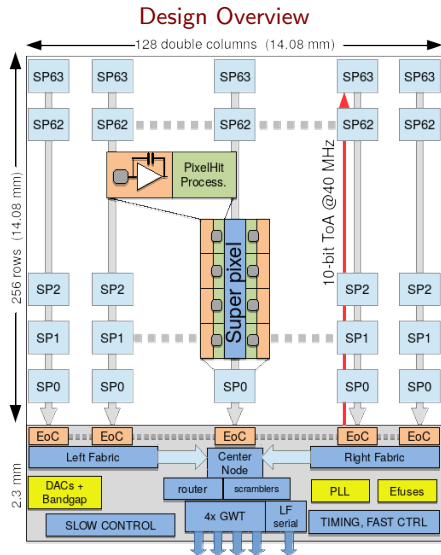 Design Overview
128 double columns (14.08 mm)
SP63 SP63 SP63 SP63 SP63
SP62 SP62 SP62 SP62 SP62
PixelHit
Process.
256 rows (14.08 mm)
10-bit ToA @40 MHz
Super pixel
SP2 SP2 SP2 SP2
SP1 SP1 SP1 SP1
SP0 SP0 SP0 SP0 SP0
EoC EoC EoC EoC EoC
2.3 mm
Left Fabric
Center
Node
Right Fabric
DACs +
Bandgap
router
scramblers
PLL
Efuses
SLOW CONTROL
4x GWT
LF
serial
TIMING, FAST CTRL